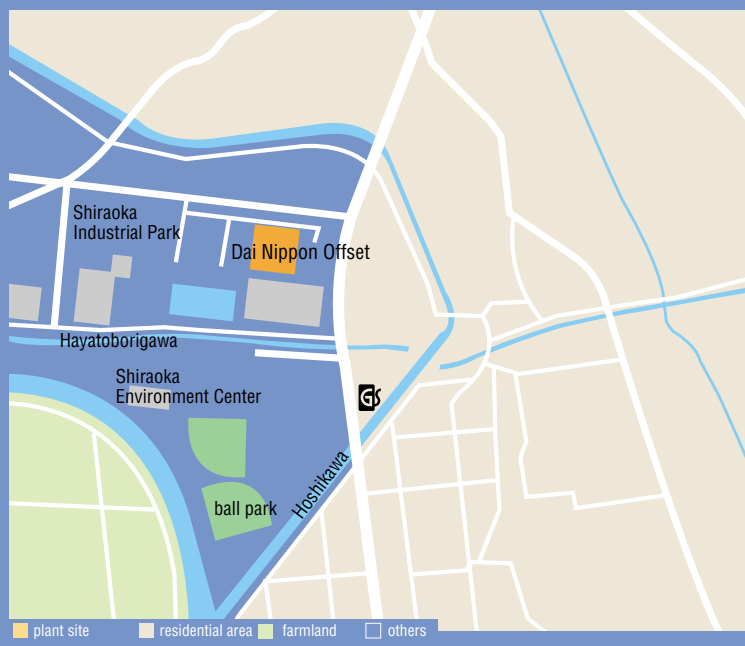 Shiraoka
Industrial Park
Dai Nippon Offset
Hayatoborigawa
Shiraoka
Environment Center
GS
Hoshikawa
ball park
plant site
residential area
farmland
others